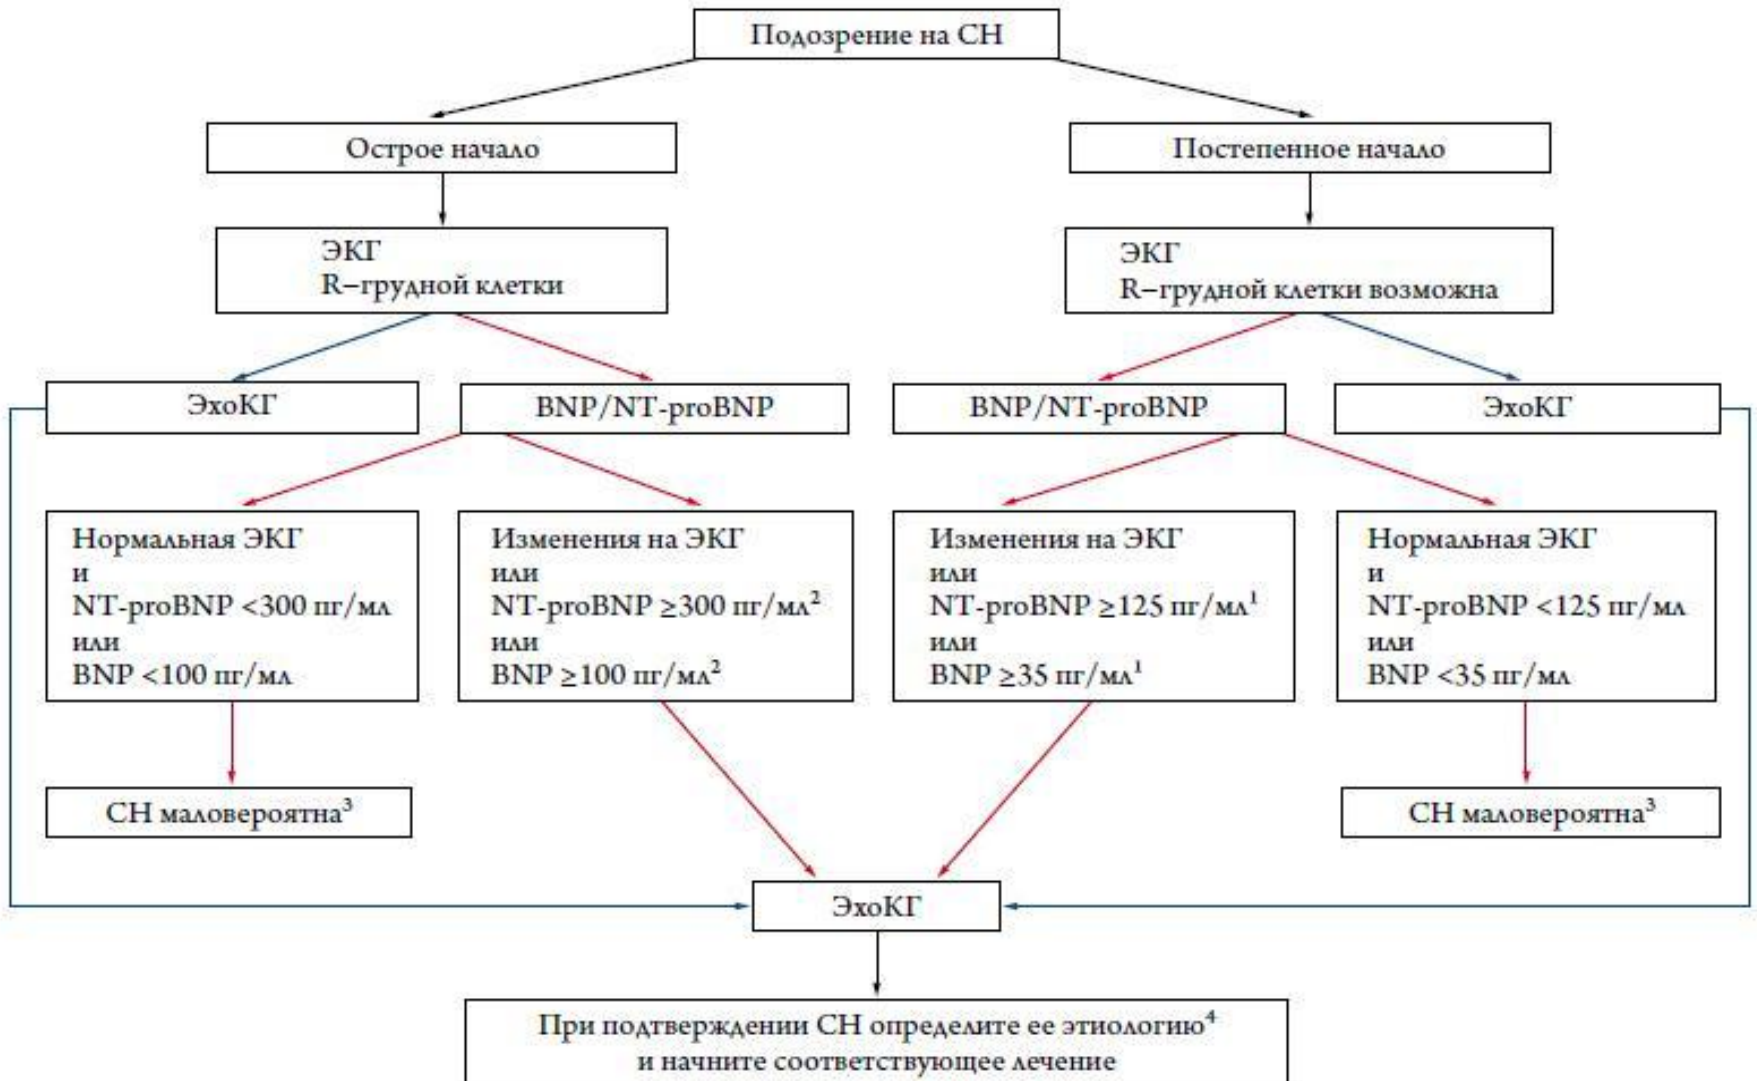 Подозрение на СН
Острое начало
Постепенное начало
ЭКГ
R–грудной клетки
ЭКГ
R–грудной клетки возможна
ЭхоКГ
BNP/NT-proBNP
BNP/NT-proBNP
ЭхоКГ
Нормальная ЭКГ
и
NT-proBNP <300 пг/мл
или
BNP <100 пг/мл
Изменения на ЭКГ
или
NT-proBNP ≥300 пг/мл²
или
BNP ≥100 пг/мл²
Изменения на ЭКГ
или
NT-proBNP ≥125 пг/мл¹
или
BNP ≥35 пг/мл¹
Нормальная ЭКГ
и
NT-proBNP <125 пг/мл
или
BNP <35 пг/мл
СН маловероятна³
СН маловероятна³
ЭхоКГ
При подтверждении СН определите ее этиологию⁴
и начните соответствующее лечение